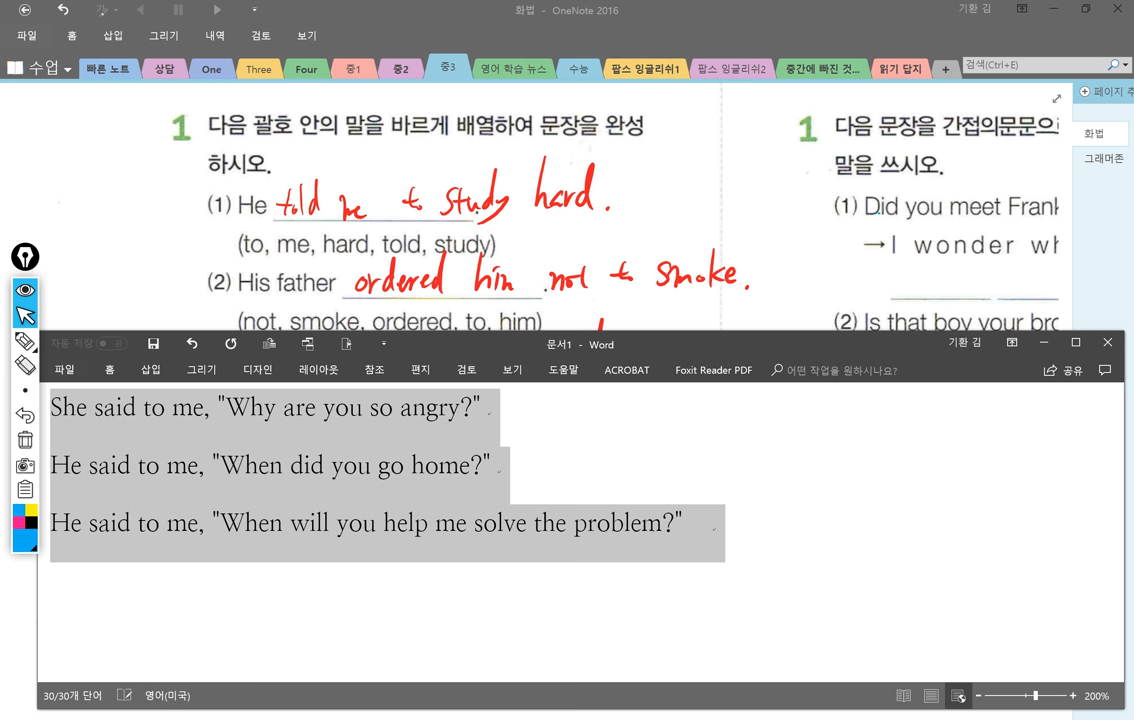 화법 - OneNote 2016
기환 김
파일 홈 삽입 그리기 내역 검토 보기
수업 빠른 노트 상담 One Three Four 중1 중2 중3 영어 학습 뉴스 수능 팝스 잉글리쉬1 팝스 잉글리쉬2 중간에 빠진 것... 읽기 답지 + 검색(Ctrl+E)
페이지 추
화법
그래머존
1 다음 괄호 안의 말을 바르게 배열하여 문장을 완성
하시오.
(1) He told me to study hard.
(to, me, hard, told, study)
(2) His father ordered him not to smoke.
(not, smoke, ordered, to, him)
1 다음 문장을 간접의문문으로
말을 쓰시오.
(1) Did you meet Frank
→ I wonder wh
(2) Is that boy your bro
자동 저장
문서1 - Word
기환 김
파일 홈 삽입 그리기 디자인 레이아웃 참조 편지 검토 보기 도움말 ACROBAT Foxit Reader PDF 어떤 작업을 원하시나요? 공유
She said to me, "Why are you so angry?"
He said to me, "When did you go home?"
He said to me, "When will you help me solve the problem?"
30/30개 단어 영어(미국) 200%